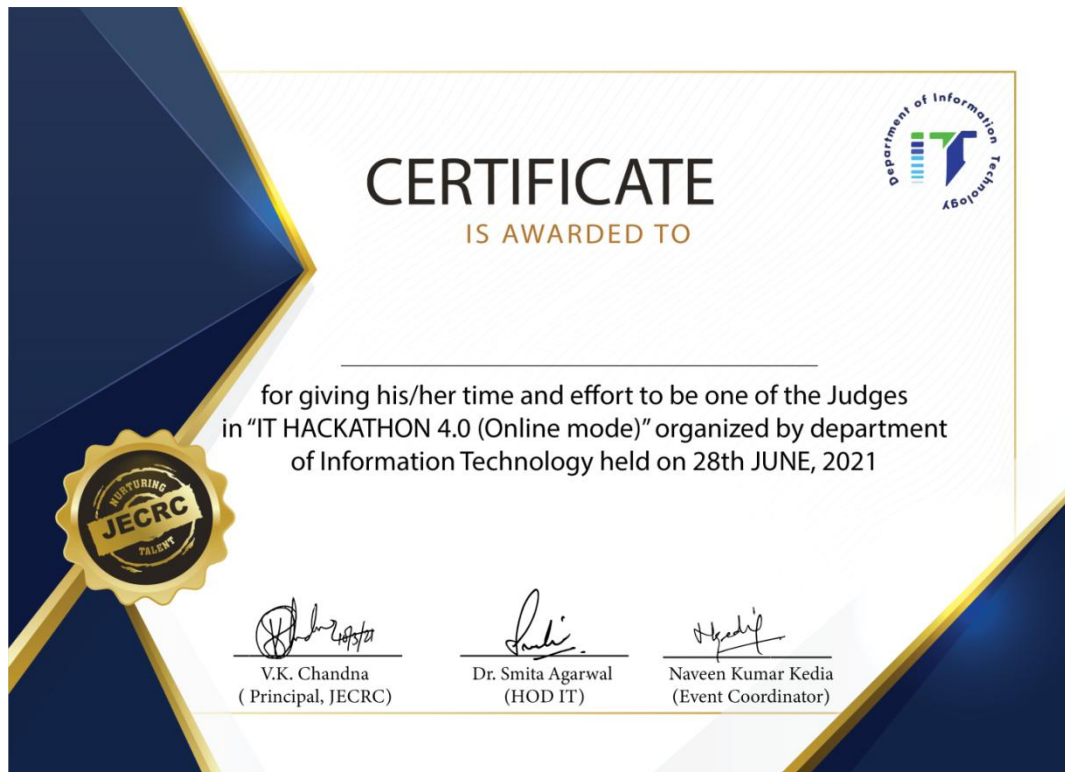 Department of Information Technology
IT
CERTIFICATE
IS AWARDED TO
for giving his/her time and effort to be one of the Judges
in “IT HACKATHON 4.0 (Online mode)” organized by department
of Information Technology held on 28th JUNE, 2021
NURTURING
JECRC
TALENT
V.K. Chandna
( Principal, JECRC)
Dr. Smita Agarwal
(HOD IT)
Naveen Kumar Kedia
(Event Coordinator)